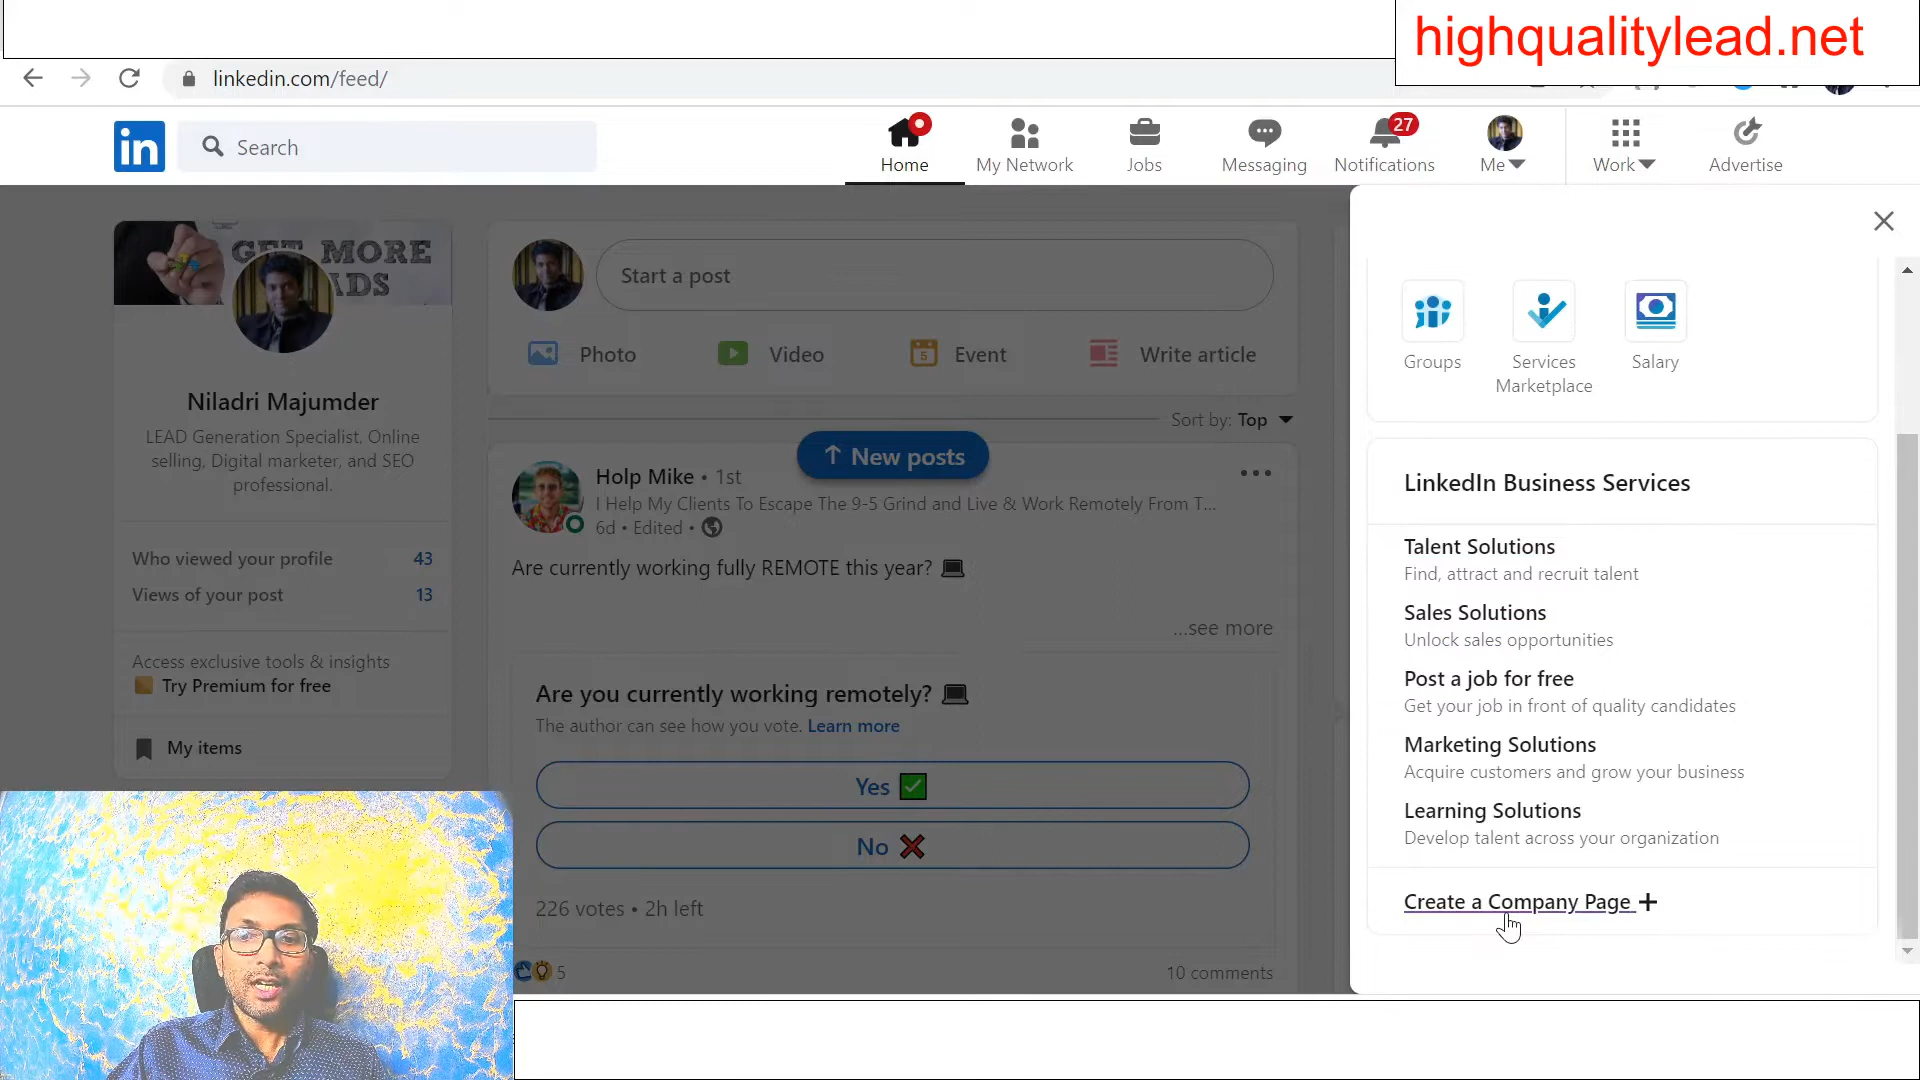 highqualitylead.net
linkedin.com/feed/
in
Search
Home
My Network
Jobs
Messaging
27
Notifications
Me
Work
Advertise
GET MORE
LEADS
Niladri Majumder
LEAD Generation Specialist. Online
selling, Digital marketer, and SEO
professional.
Who viewed your profile 43
Views of your post 13
Access exclusive tools & insights
Try Premium for free
My items
Start a post
Photo
Video
5
Event
Write article
Sort by: Top
↑ New posts
Holp Mike • 1st
I Help My Clients To Escape The 9-5 Grind and Live & Work Remotely From T...
6d • Edited •
Are currently working fully REMOTE this year? 💻
...see more
Are you currently working remotely? 💻
The author can see how you vote. Learn more
Yes ✅
No ❌
226 votes • 2h left
5
10 comments
Groups
Services
Marketplace
Salary
LinkedIn Business Services
Talent Solutions
Find, attract and recruit talent
Sales Solutions
Unlock sales opportunities
Post a job for free
Get your job in front of quality candidates
Marketing Solutions
Acquire customers and grow your business
Learning Solutions
Develop talent across your organization
Create a Company Page +